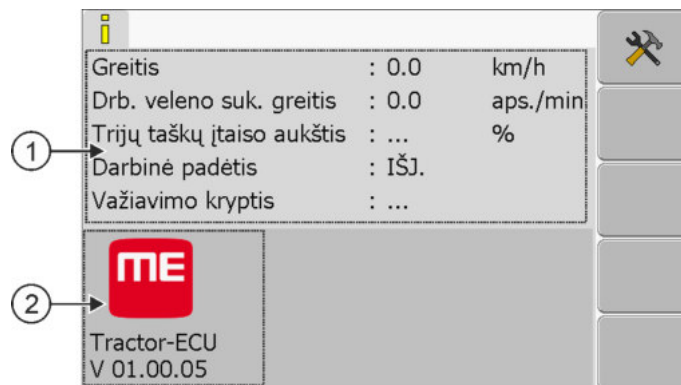 Greitis : 0.0 km/h
Drb. veleno suk. greitis : 0.0 aps./min
Trijų taškų įtaiso aukštis : ... %
1
Darbinė padėtis : IŠJ.
Važiavimo kryptis : ...
ME
2
Tractor-ECU
V 01.00.05